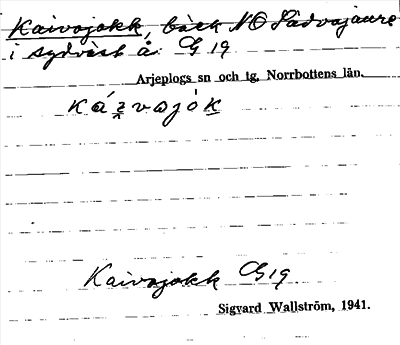 Kaivajokk, bäck NO Sädvajaure
i sydväst å. G 19
Arjeplogs sn och tg. Norrbottens län.
Kaivajokk G 19
Sigvard Wallström, 1941.